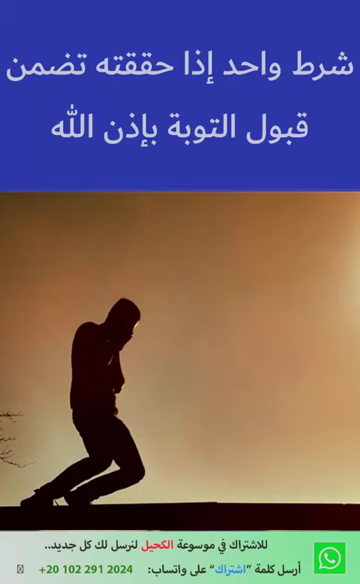 شرط واحد إذا حققته تضمن
قبول التوبة بإذن الله
للاشتراك في موسوعة الكحيل لنرسل لك كل جديد..
أرسل كلمة "اشتراك" على واتساب: +20 102 291 2024